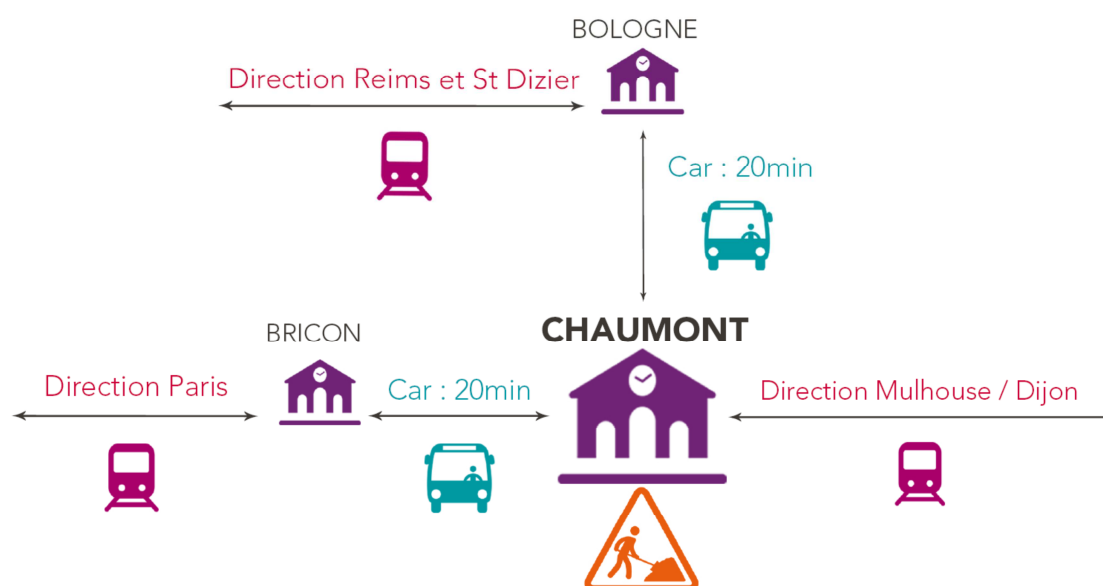 BOLOGNE
Direction Reims et St Dizier
Car : 20min
CHAUMONT
BRICON
Direction Paris
Car : 20min
Direction Mulhouse / Dijon